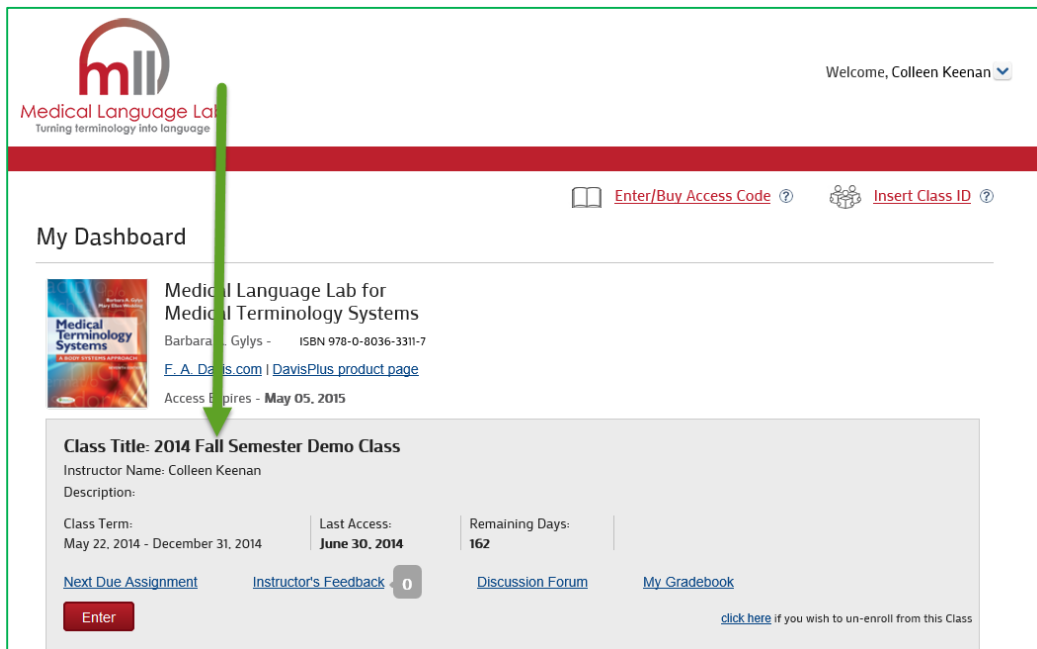 mll
Medical Language Lab
Turning terminology into language
Welcome, Colleen Keenan
Enter/Buy Access Code ? Insert Class ID ?
My Dashboard
Medical Language Lab for
Medical Terminology Systems
Barbara A. Gylys - ISBN 978-0-8036-3311-7
F. A. Davis.com | DavisPlus product page
Access Expires - May 05, 2015
Barbara A. Gylys
Medical
Terminology
Systems
A BODY SYSTEMS APPROACH
Class Title: 2014 Fall Semester Demo Class
Instructor Name: Colleen Keenan
Description:
Class Term: Last Access: Remaining Days:
May 22, 2014 - December 31, 2014 June 30, 2014 162
Next Due Assignment Instructor's Feedback 0 Discussion Forum My Gradebook
Enter
click here if you wish to un-enroll from this Class